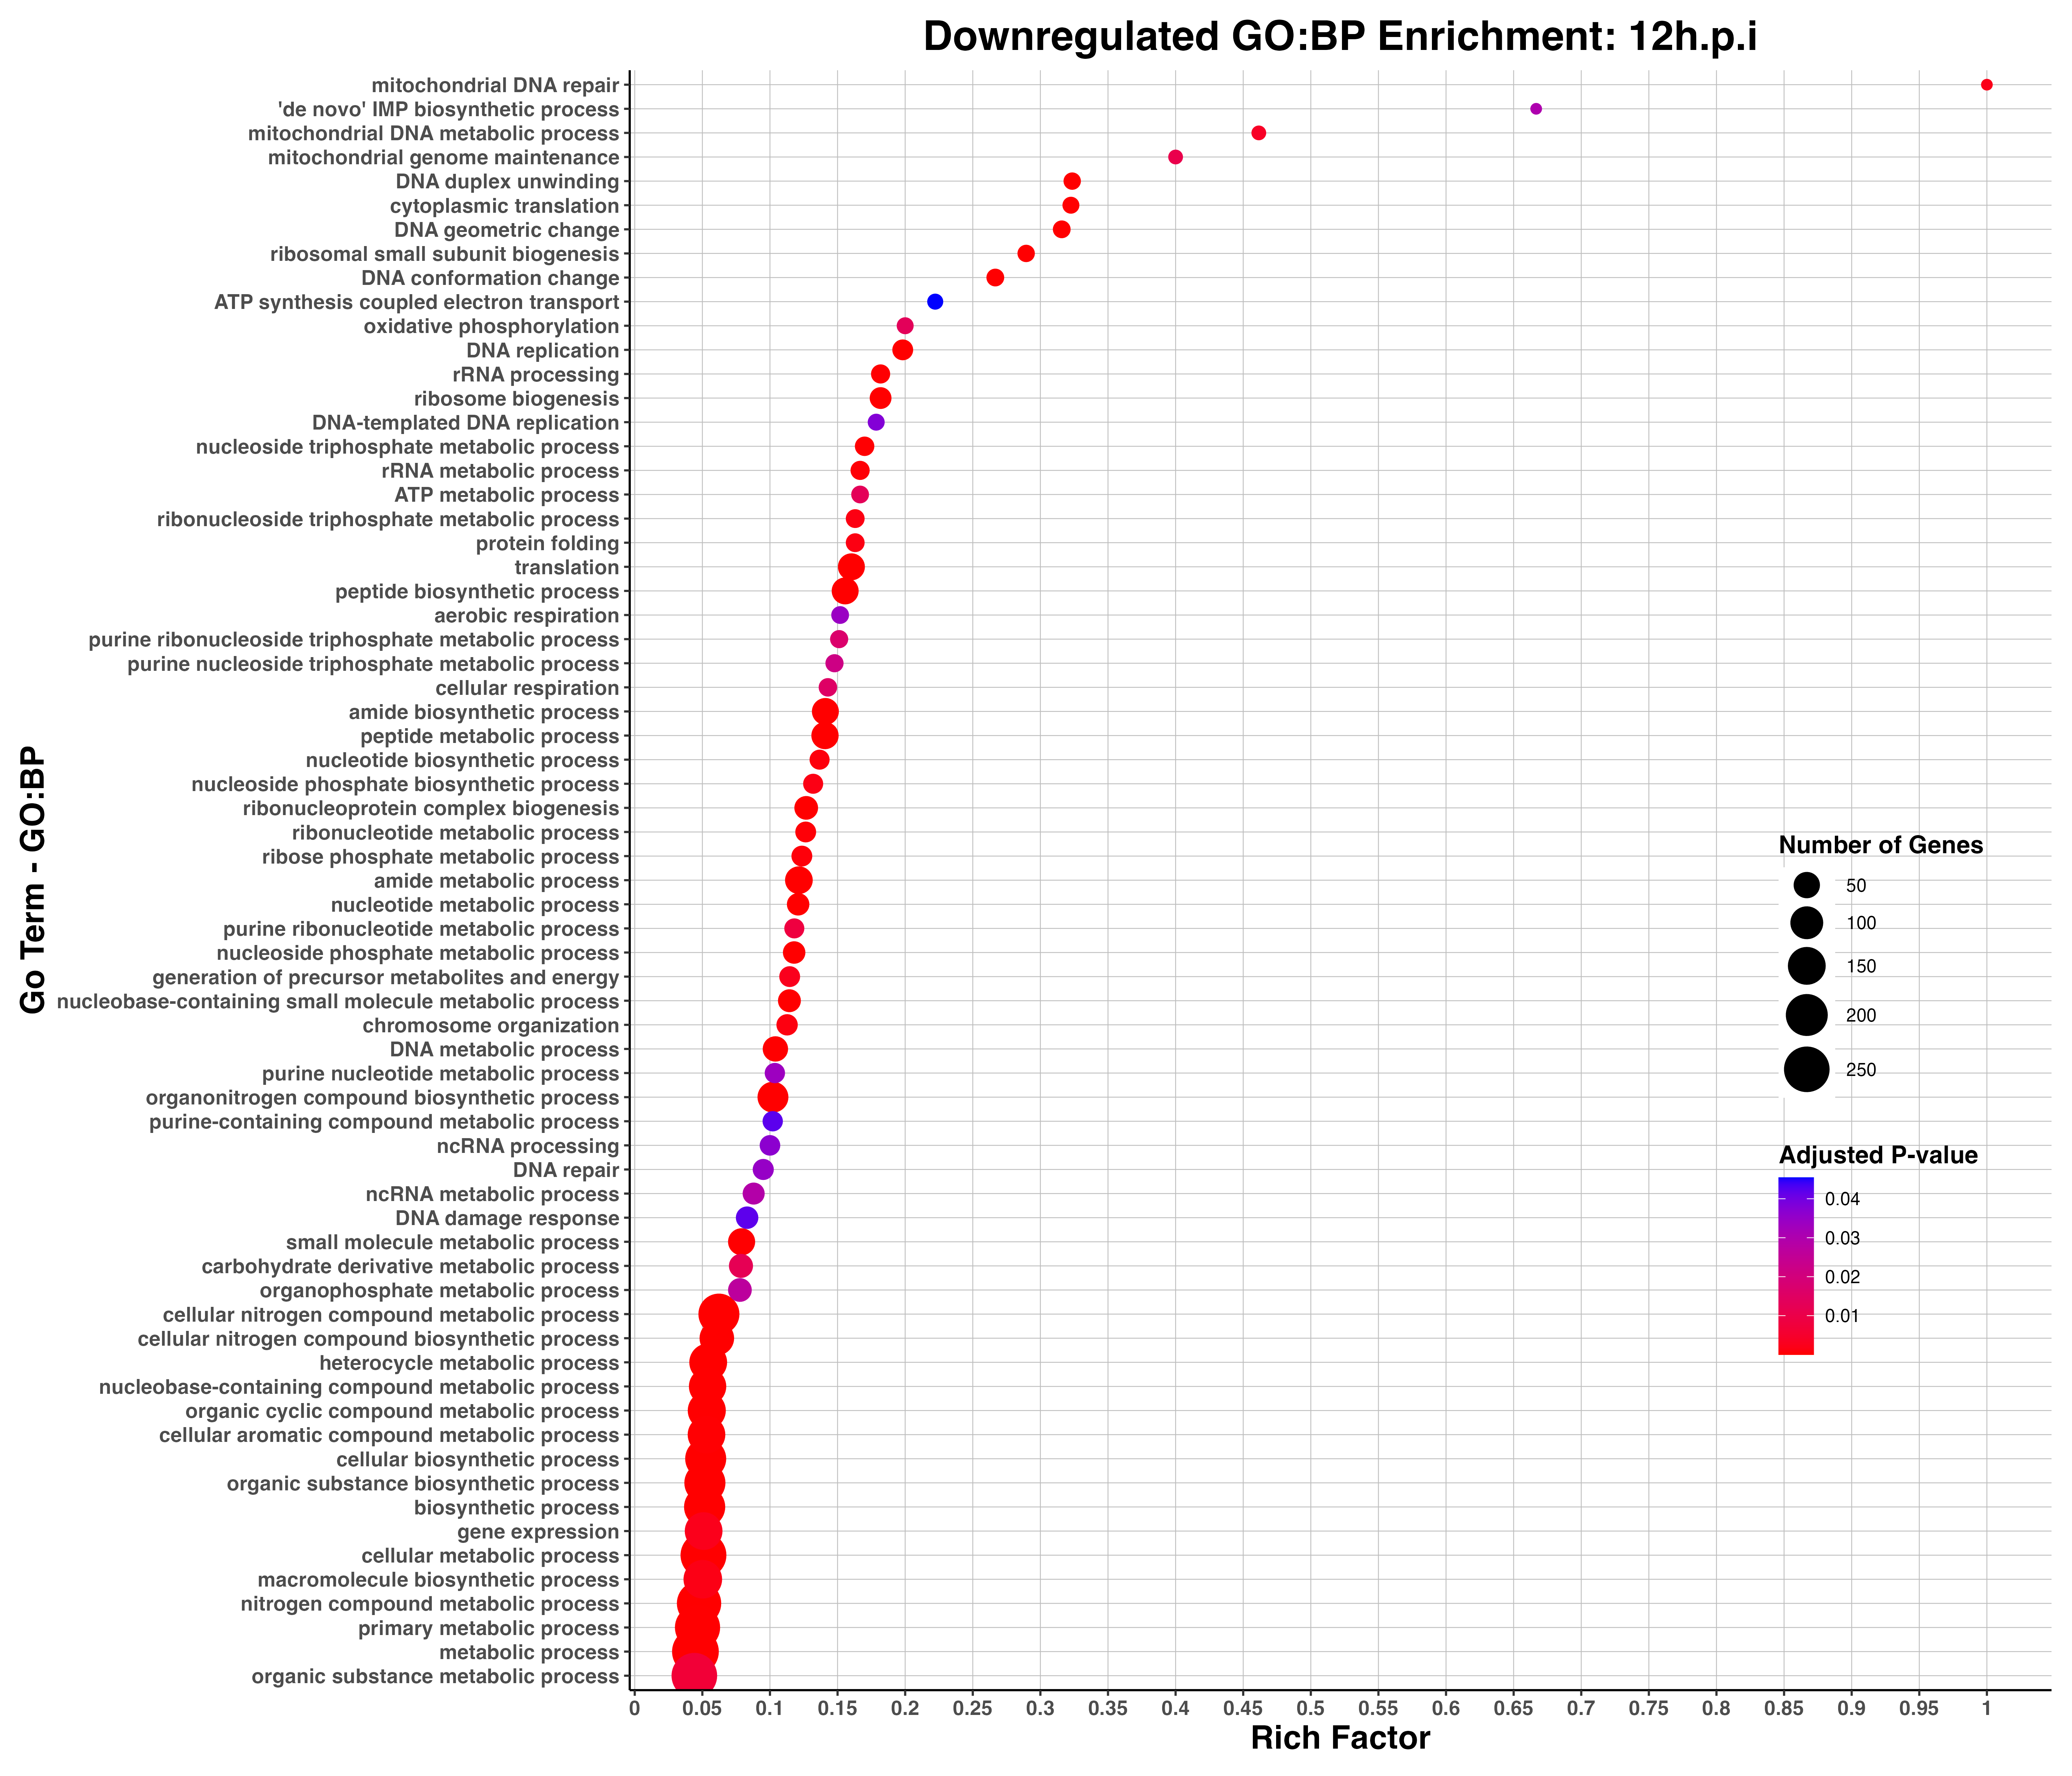 Downregulated GO:BP Enrichment: 12h.p.i
Go Term - GO:BP
mitochondrial DNA repair
'de novo' IMP biosynthetic process
mitochondrial DNA metabolic process
mitochondrial genome maintenance
DNA duplex unwinding
cytoplasmic translation
DNA geometric change
ribosomal small subunit biogenesis
DNA conformation change
ATP synthesis coupled electron transport
oxidative phosphorylation
DNA replication
rRNA processing
ribosome biogenesis
DNA-templated DNA replication
nucleoside triphosphate metabolic process
rRNA metabolic process
ATP metabolic process
ribonucleoside triphosphate metabolic process
protein folding
translation
peptide biosynthetic process
aerobic respiration
purine ribonucleoside triphosphate metabolic process
purine nucleoside triphosphate metabolic process
cellular respiration
amide biosynthetic process
peptide metabolic process
nucleotide biosynthetic process
nucleoside phosphate biosynthetic process
ribonucleoprotein complex biogenesis
ribonucleotide metabolic process
ribose phosphate metabolic process
amide metabolic process
nucleotide metabolic process
purine ribonucleotide metabolic process
nucleoside phosphate metabolic process
generation of precursor metabolites and energy
nucleobase-containing small molecule metabolic process
chromosome organization
DNA metabolic process
purine nucleotide metabolic process
organonitrogen compound biosynthetic process
purine-containing compound metabolic process
ncRNA processing
DNA repair
ncRNA metabolic process
DNA damage response
small molecule metabolic process
carbohydrate derivative metabolic process
organophosphate metabolic process
cellular nitrogen compound metabolic process
cellular nitrogen compound biosynthetic process
heterocycle metabolic process
nucleobase-containing compound metabolic process
organic cyclic compound metabolic process
cellular aromatic compound metabolic process
cellular biosynthetic process
organic substance biosynthetic process
biosynthetic process
gene expression
cellular metabolic process
macromolecule biosynthetic process
nitrogen compound metabolic process
primary metabolic process
metabolic process
organic substance metabolic process
0 0.05 0.1 0.15 0.2 0.25 0.3 0.35 0.4 0.45 0.5 0.55 0.6 0.65 0.7 0.75 0.8 0.85 0.9 0.95 1
Rich Factor
Number of Genes
50
100
150
200
250
Adjusted P-value
0.04
0.03
0.02
0.01